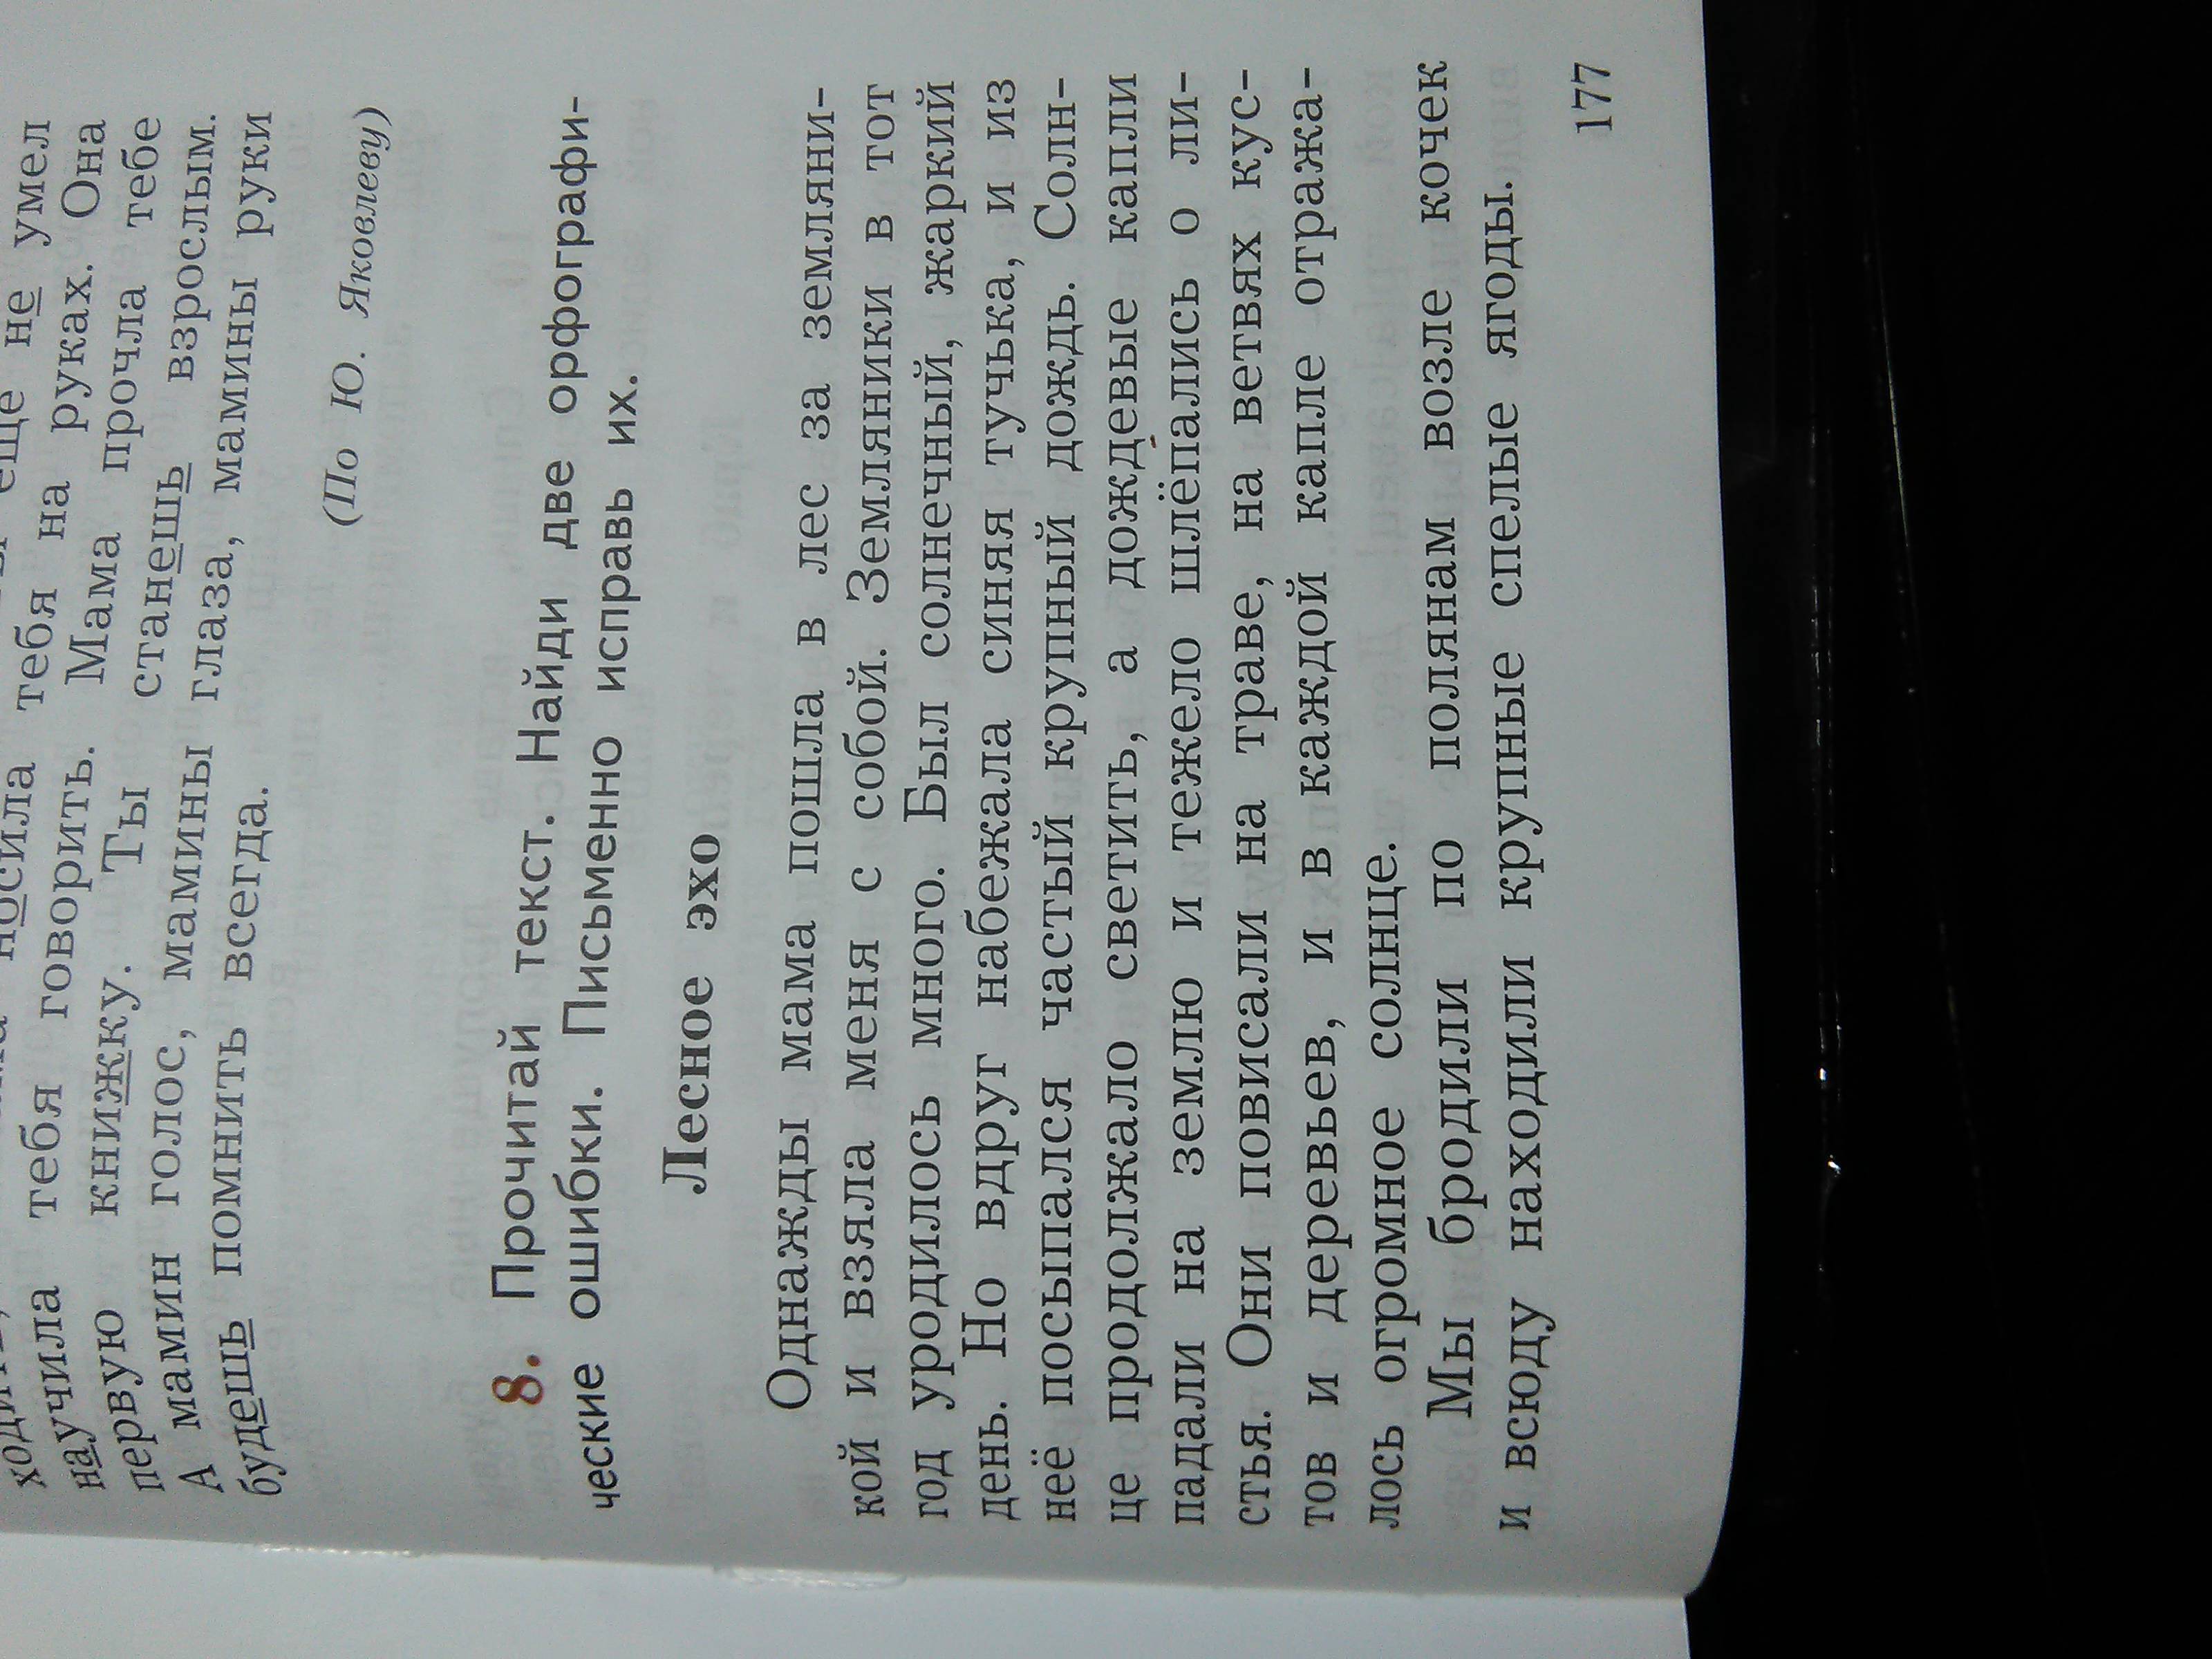 ещё не умел
носила тебя на руках. Она
научила тебя говорить. Мама прочла тебе
первую книжку. Ты станешь взрослым.
А мамин голос, мамины глаза, мамины руки
будешь помнить всегда.
(По Ю. Яковлеву)
8. Прочитай текст. Найди две орфографи-
ческие ошибки. Письменно исправь их.
Лесное эхо
Однажды мама пошла в лес за земляни-
кой и взяла меня с собой. Земляники в тот
год уродилось много. Был солнечный, жаркий
день. Но вдруг набежала синяя тучька, и из
неё посыпался частый крупный дождь. Солн-
це продолжало светить, а дождевые капли
падали на землю и тежело шлёпались о ли-
стья. Они повисали на траве, на ветвях кус-
тов и деревьев, и в каждой капле отража-
лось огромное солнце.
Мы бродили по полянам возле кочек
и всюду находили крупные спелые ягоды.
177